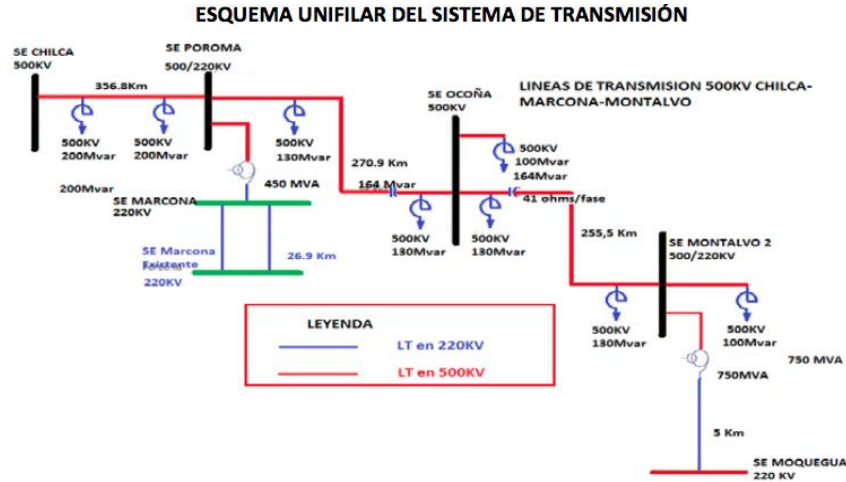 ESQUEMA UNIFILAR DEL SISTEMA DE TRANSMISIÓN
SE CHILCA
500KV
356.8Km
SE POROMA
500/220KV
500KV
200Mvar
500KV
200Mvar
500KV
130Mvar
SE OCOÑA
500KV
LINEAS DE TRANSMISION 500KV CHILCA-
MARCONA-MONTALVO
500KV
100Mvar
164Mvar
270.9 Km
164 Mvar
41 ohms/fase
200Mvar
450 MVA
SE MARCONA
220KV
500KV
130Mvar
500KV
130Mvar
255,5 Km
SE MONTALVO 2
500/220KV
SE Marcona
Existente
220KV
26.9 Km
LEYENDA
LT en 220KV
LT en 500KV
500KV
130Mvar
500KV
100Mvar
750 MVA
750MVA
5 Km
SE MOQUEGUA
220 KV